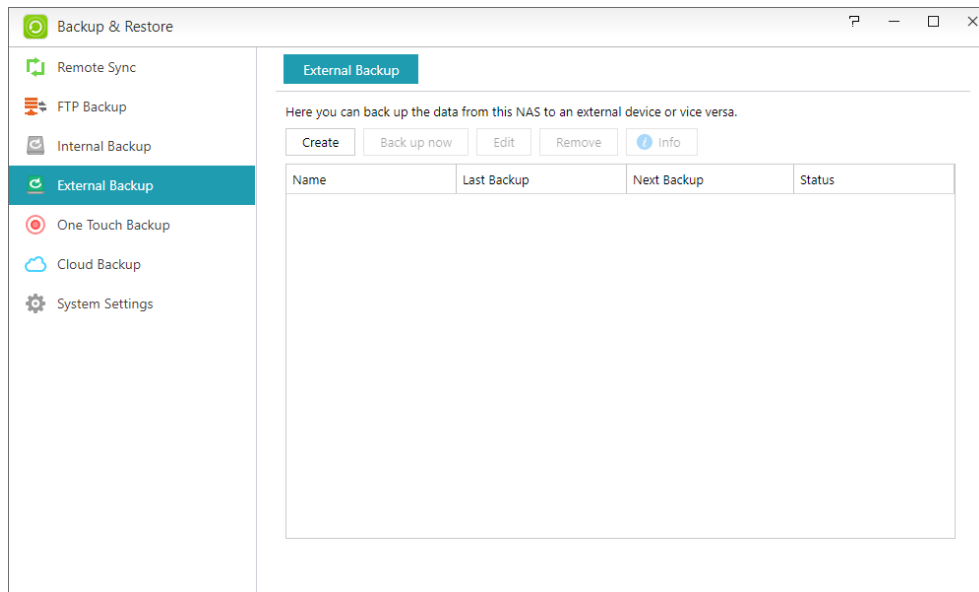 Backup & Restore
Remote Sync
FTP Backup
Internal Backup
External Backup
One Touch Backup
Cloud Backup
System Settings
External Backup
Here you can back up the data from this NAS to an external device or vice versa.
Create Back up now Edit Remove Info
Name Last Backup Next Backup Status